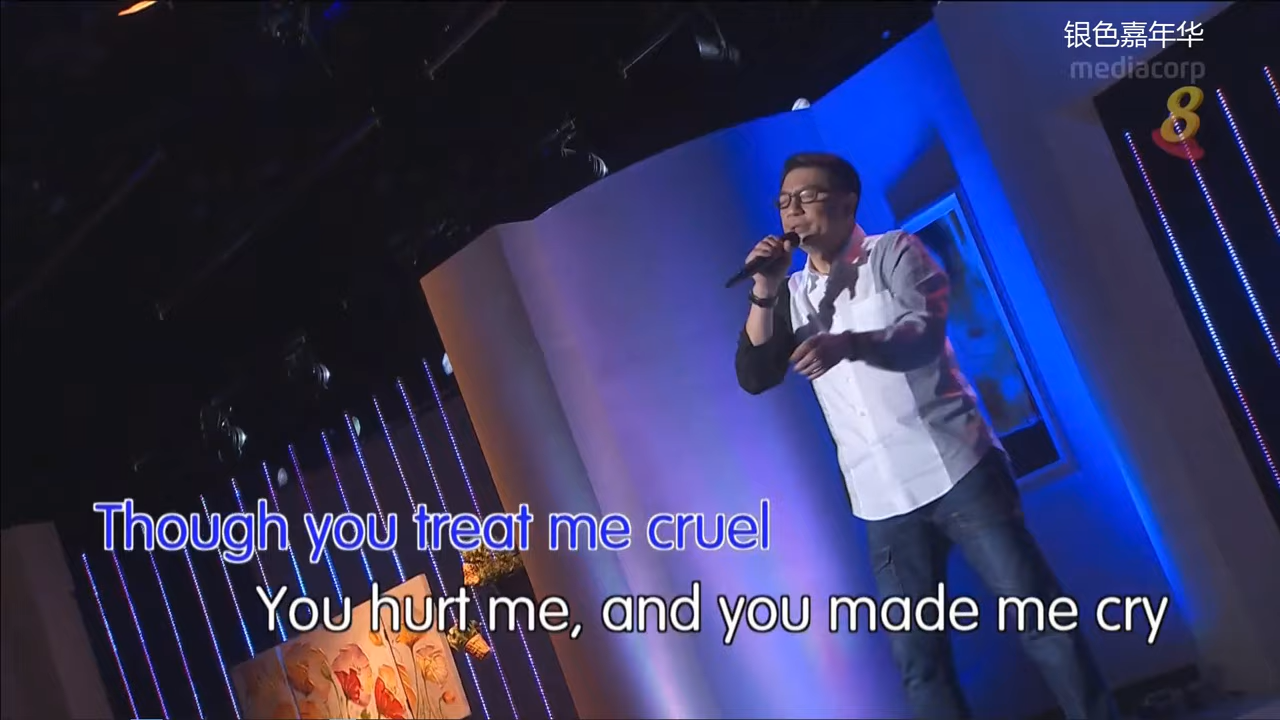 银色嘉年华
mediacorp
8
Though you treat me cruel
You hurt me, and you made me cry